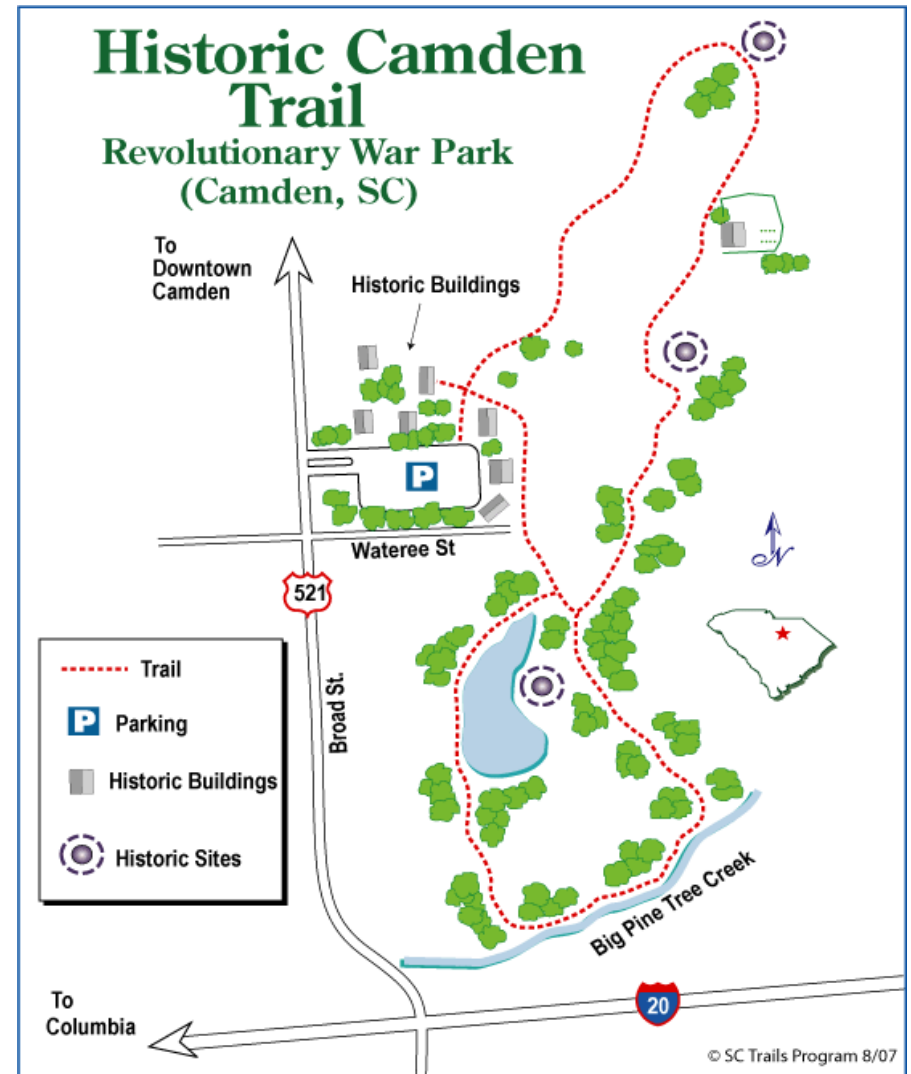 Historic Camden
Trail
Revolutionary War Park
(Camden, SC)
To
Downtown
Camden
Historic Buildings
P
Wateree St
521
N
Broad St.
Trail
P
Parking
Historic Buildings
Historic Sites
Big Pine Tree Creek
To
Columbia
20
© SC Trails Program 8/07